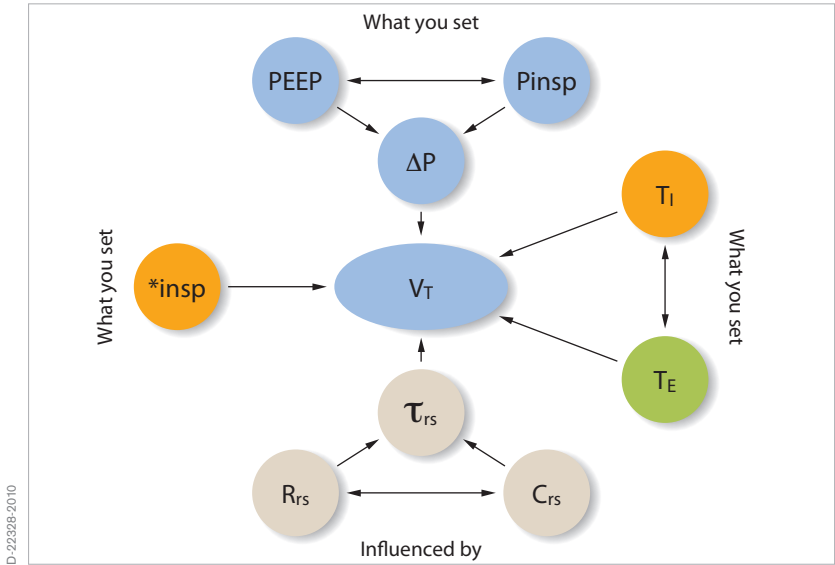 What you set
PEEP
Pinsp
ΔP
TI
What you set
*insp
VT
What you set
TE
τrs
Rrs
Crs
Influenced by
D-22328-2010